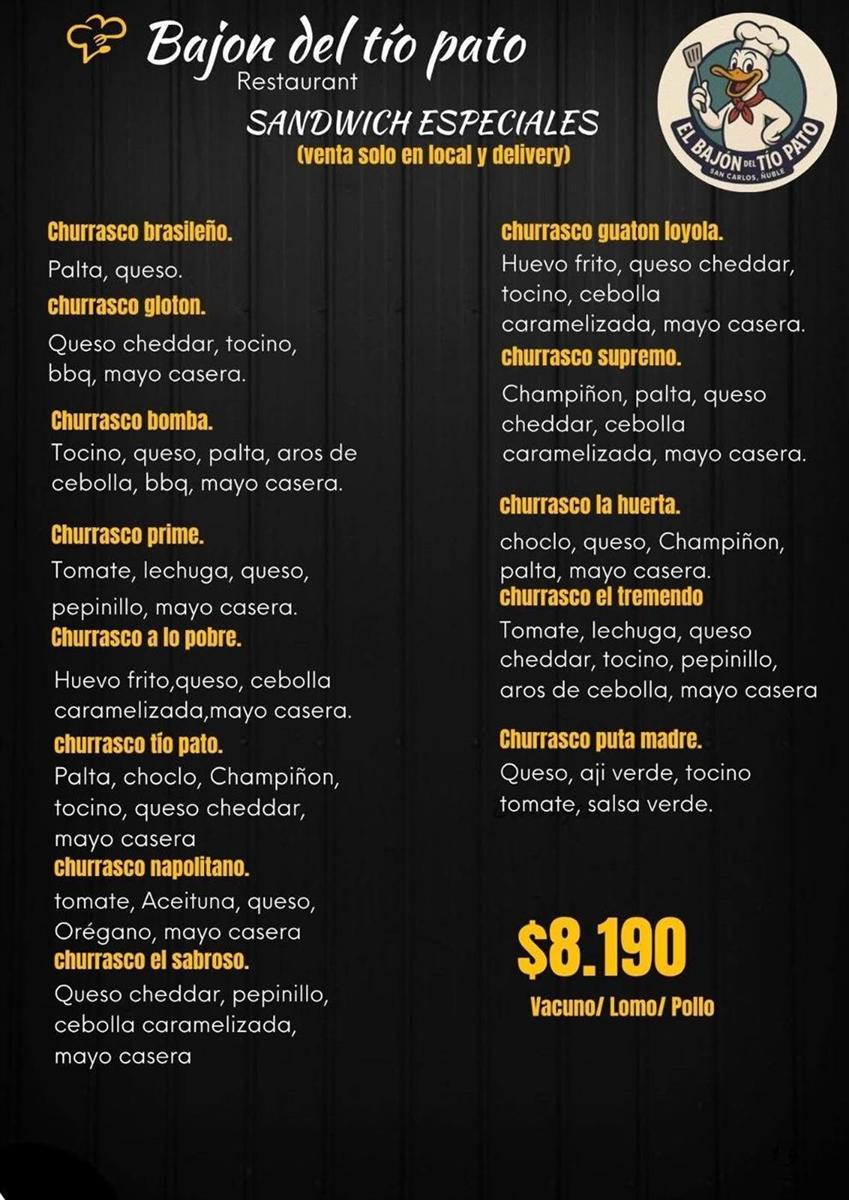 Bajon del tío pato
Restaurant
SANDWICH ESPECIALES
(venta solo en local y delivery)
EL BAJÓN DEL TÍO PATO
SAN CARLOS, ÑUBLE
Churrasco brasileño.
Palta, queso.
churrasco gloton.
Queso cheddar, tocino,
bbq, mayo casera.
Churrasco bomba.
Tocino, queso, palta, aros de
cebolla, bbq, mayo casera.
Churrasco prime.
Tomate, lechuga, queso,
pepinillo, mayo casera.
Churrasco a lo pobre.
Huevo frito,queso, cebolla
caramelizada,mayo casera.
churrasco tío pato.
Palta, choclo, Champiñon,
tocino, queso cheddar,
mayo casera
churrasco napolitano.
tomate, Aceituna, queso,
Orégano, mayo casera
churrasco el sabroso.
Queso cheddar, pepinillo,
cebolla caramelizada,
mayo casera
churrasco guaton loyola.
Huevo frito, queso cheddar,
tocino, cebolla
caramelizada, mayo casera.
churrasco supremo.
Champiñon, palta, queso
cheddar, cebolla
caramelizada, mayo casera.
churrasco la huerta.
choclo, queso, Champiñon,
palta, mayo casera.
churrasco el tremendo
Tomate, lechuga, queso
cheddar, tocino, pepinillo,
aros de cebolla, mayo casera
Churrasco puta madre.
Queso, aji verde, tocino
tomate, salsa verde.
$8.190
Vacuno/ Lomo/ Pollo